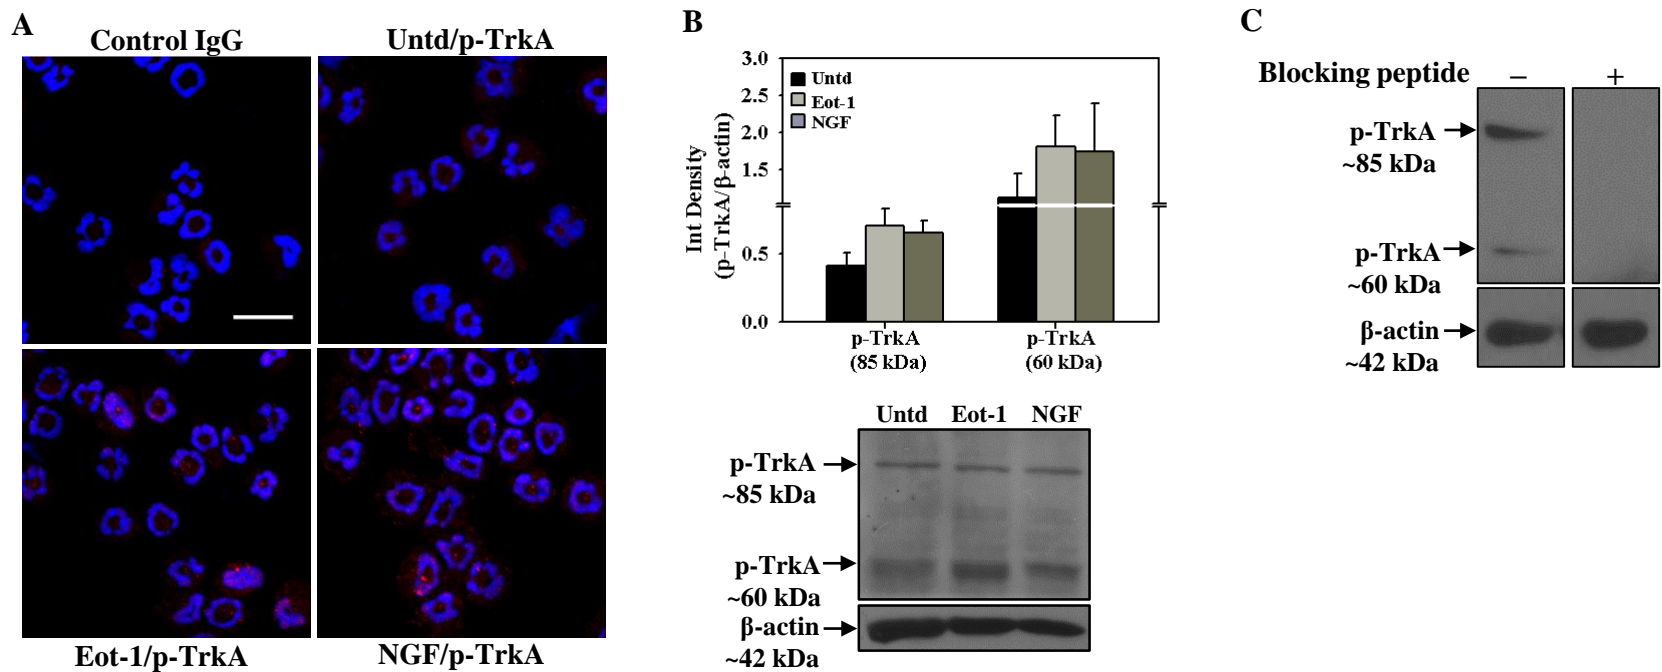 A
Control IgG
Untd/p-TrkA
Eot-1/p-TrkA
NGF/p-TrkA
B
3.0
2.5
2.0
1.5
0.5
0.0
Int Density
(p-TrkA/β-actin)
Untd
Eot-1
NGF
p-TrkA
(85 kDa)
p-TrkA
(60 kDa)
Untd Eot-1 NGF
p-TrkA
~85 kDa
p-TrkA
~60 kDa
β-actin
~42 kDa
C
Blocking peptide – +
p-TrkA
~85 kDa
p-TrkA
~60 kDa
β-actin
~42 kDa